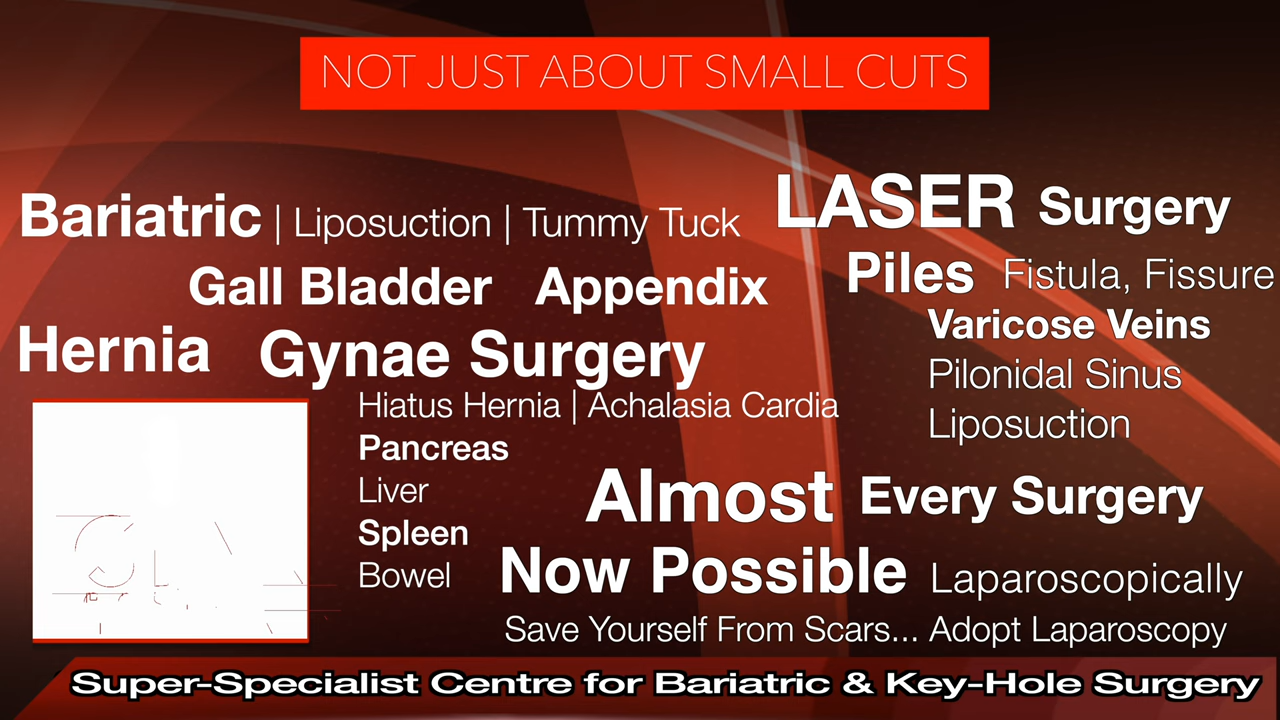 NOT JUST ABOUT SMALL CUTS
Bariatric | Liposuction | Tummy Tuck
Gall Bladder Appendix
Hernia Gynae Surgery
Hiatus Hernia | Achalasia Cardia
Pancreas
Liver
Spleen
Bowel
LASER Surgery
Piles Fistula, Fissure
Varicose Veins
Pilonidal Sinus
Liposuction
Almost Every Surgery
Now Possible Laparoscopically
Save Yourself From Scars... Adopt Laparoscopy
Super-Specialist Centre for Bariatric & Key-Hole Surgery